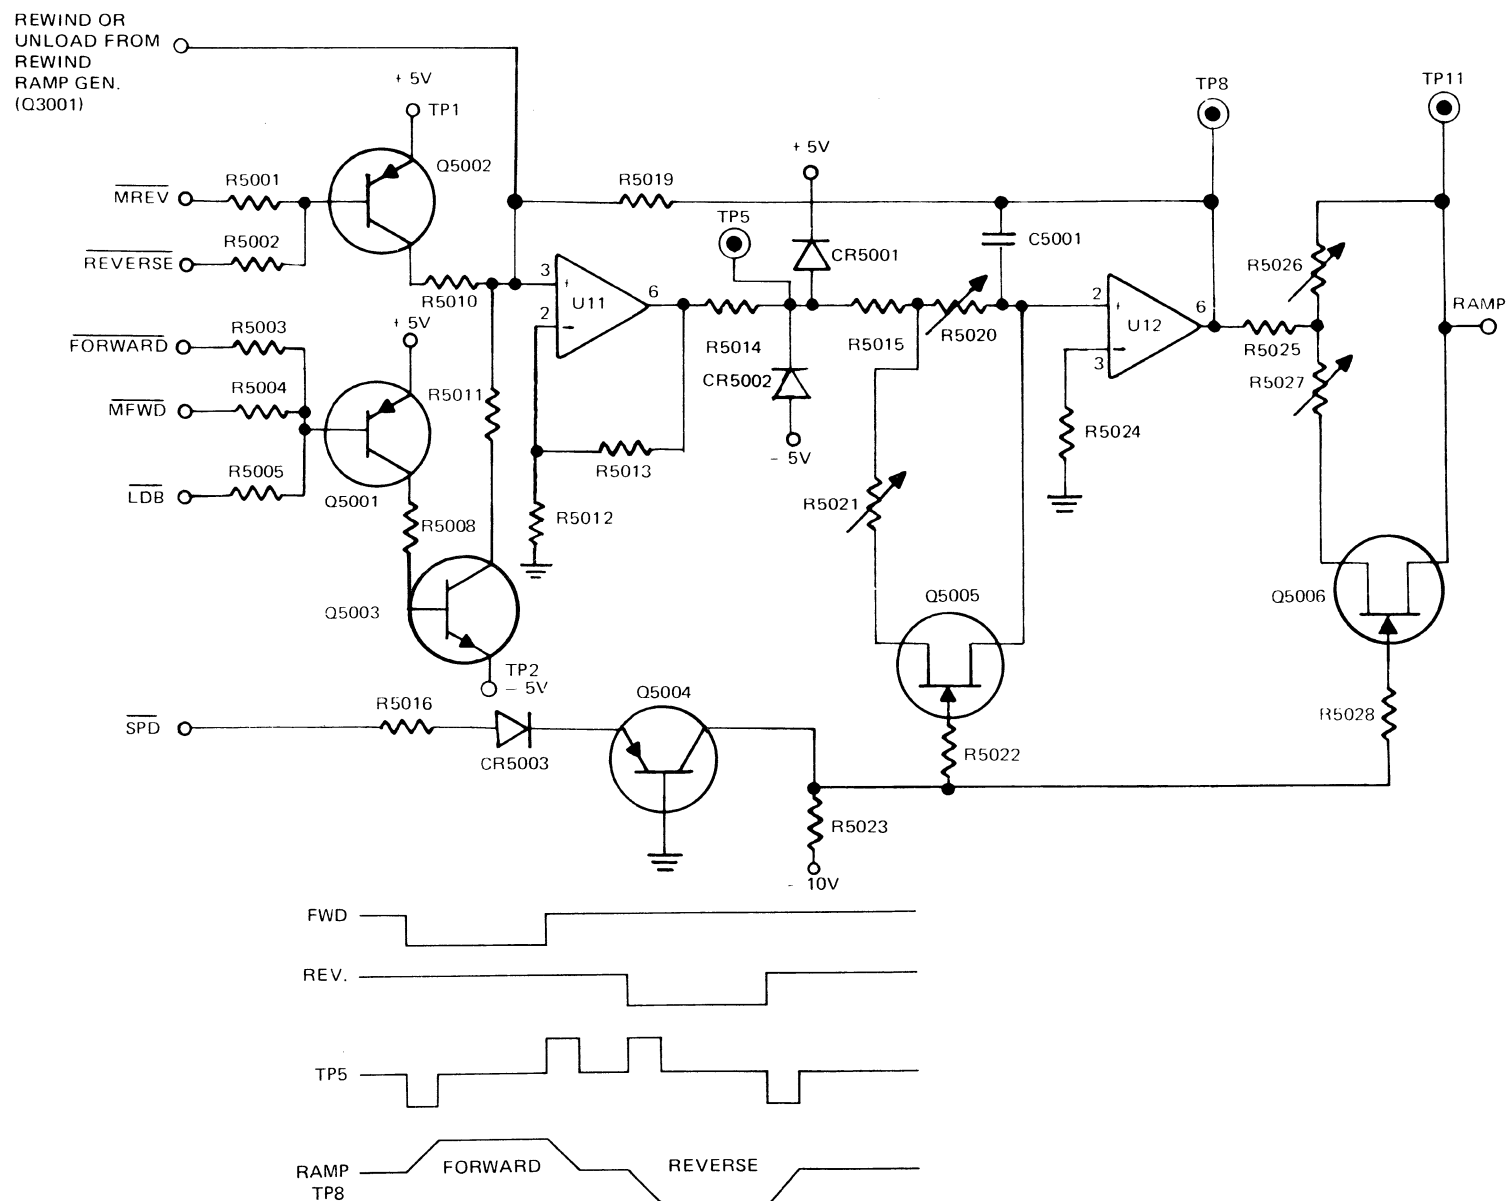 REWIND OR
UNLOAD FROM
REWIND
RAMP GEN.
(Q3001)
+ 5V
TP1
Q5002
MREV
R5001
REVERSE
R5002
R5010
FORWARD
R5003
MFWD
R5004
LDB
R5005
+ 5V
Q5001
R5008
R5011
Q5003
TP2
- 5V
R5019
TP5
+ 5V
CR5001
C5001
TP8
TP11
3
+
2
-
U11
6
R5014
CR5002
- 5V
R5013
R5012
R5015
R5020
R5021
2
+
3
-
U12
6
R5024
R5025
R5026
R5027
RAMP
Q5005
Q5006
R5022
R5028
SPD
R5016
CR5003
Q5004
R5023
- 10V
FWD
REV.
TP5
RAMP
TP8
FORWARD
REVERSE